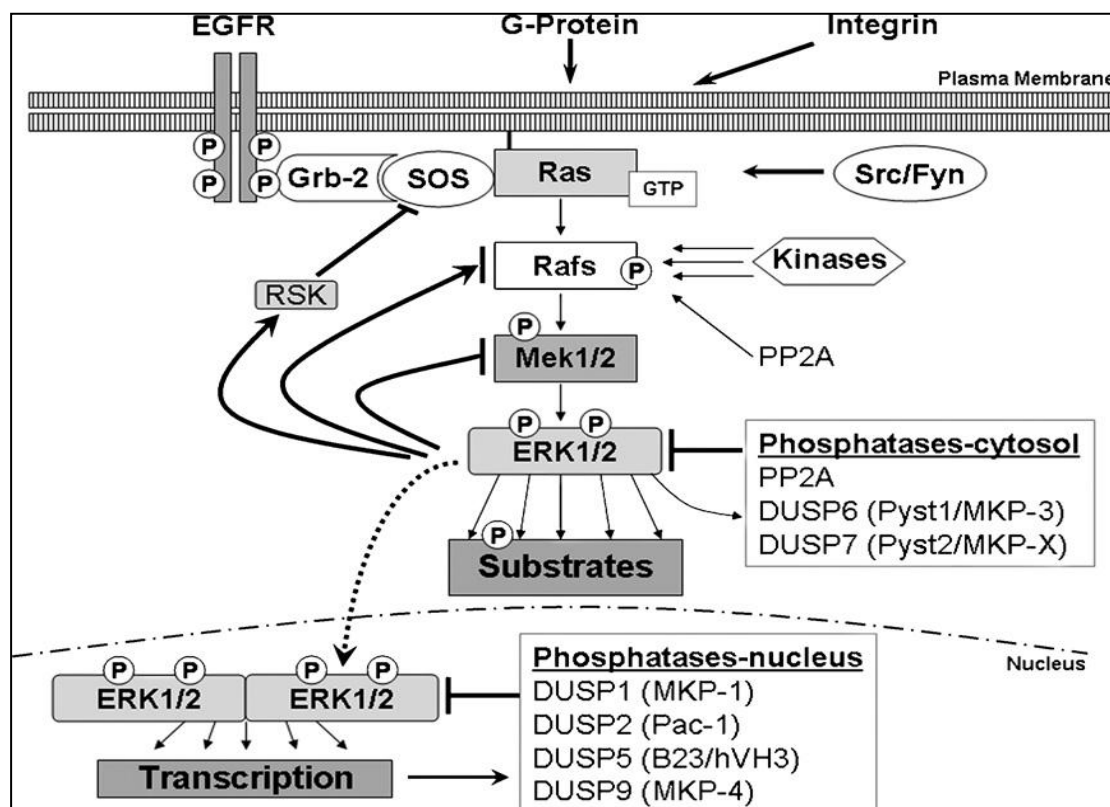 EGFR
G-Protein
Integrin
Plasma Membrane
P
P
P
P
Grb-2
SOS
Ras
GTP
Src/Fyn
Rafs
P
Kinases
RSK
P
Mek1/2
PP2A
P
P
ERK1/2
Phosphatases-cytosol
PP2A
DUSP6 (Pyst1/MKP-3)
DUSP7 (Pyst2/MKP-X)
P
Substrates
Nucleus
P
P
P
P
ERK1/2
ERK1/2
Phosphatases-nucleus
DUSP1 (MKP-1)
DUSP2 (Pac-1)
DUSP5 (B23/hVH3)
DUSP9 (MKP-4)
Transcription